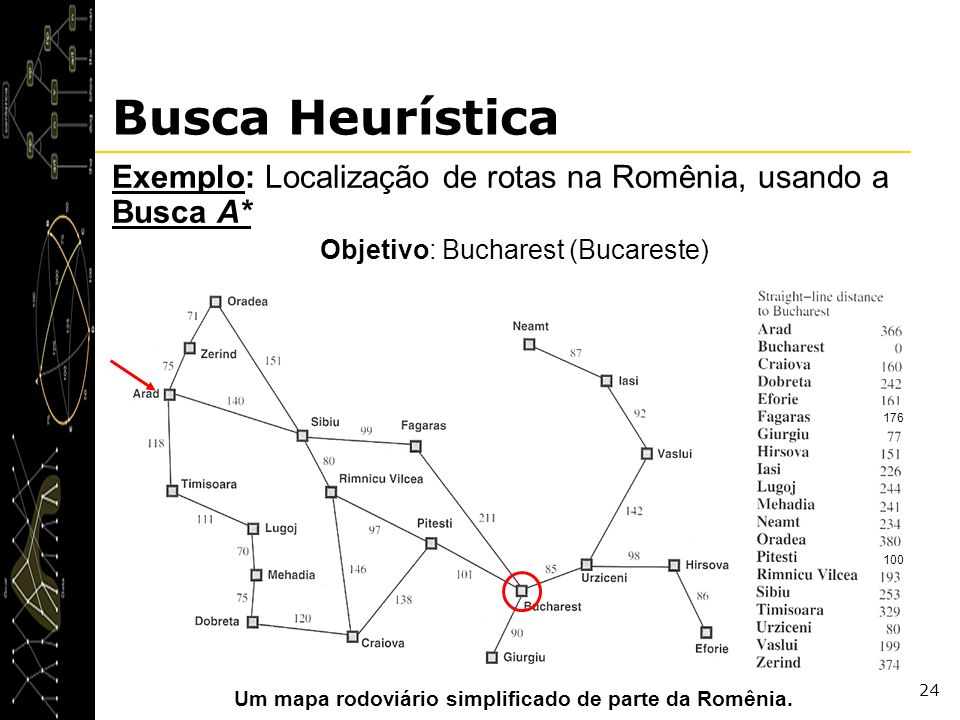 Busca Heurística
Exemplo: Localização de rotas na Romênia, usando a
Busca A*
Objetivo: Bucharest (Bucareste)
Oradea
71
Zerind
75
151
Arad
140
118
Sibiu
99
Fagaras
80
Rimnicu Vilcea
Timisoara
111
Lugoj
97
Pitesti
211
70
Mehadia
146
101
75
138
Dobreta
120
Craiova
Neamt
87
Iasi
92
Vaslui
142
98
Hirsova
85
Urziceni
Bucharest
86
90
Giurgiu
Eforie
Straight-line distance
to Bucharest
Arad 366
Bucharest 0
Craiova 160
Dobreta 242
Eforie 161
Fagaras 176
Giurgiu 77
Hirsova 151
Iasi 226
Lugoj 244
Mehadia 241
Neamt 234
Oradea 380
Pitesti 100
Rimnicu Vilcea 193
Sibiu 253
Timisoara 329
Urziceni 80
Vaslui 199
Zerind 374
Um mapa rodoviário simplificado de parte da Romênia.
24